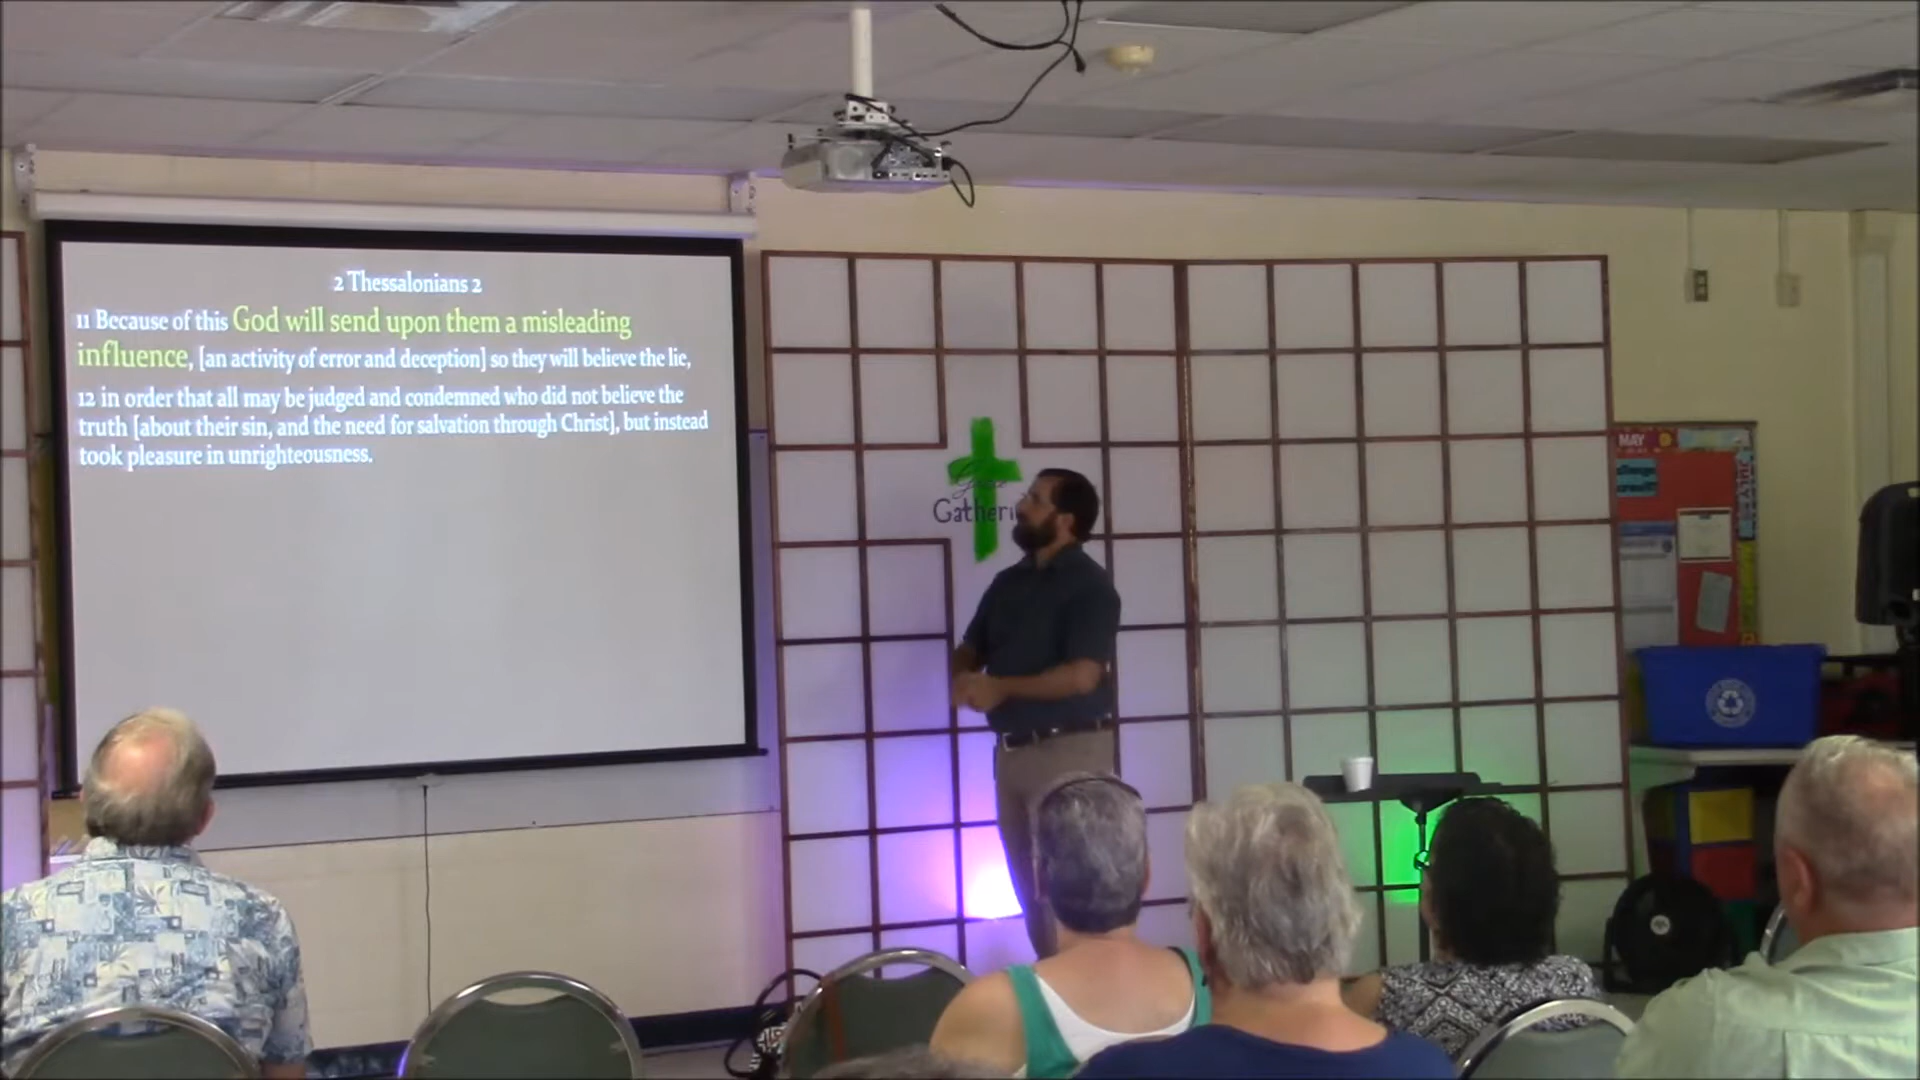 2 Thessalonians 2
11 Because of this God will send upon them a misleading
influence, [an activity of error and deception] so they will believe the lie,
12 in order that all may be judged and condemned who did not believe the
truth [about their sin, and the need for salvation through Christ], but instead
took pleasure in unrighteousness.
Gatheri
MAY